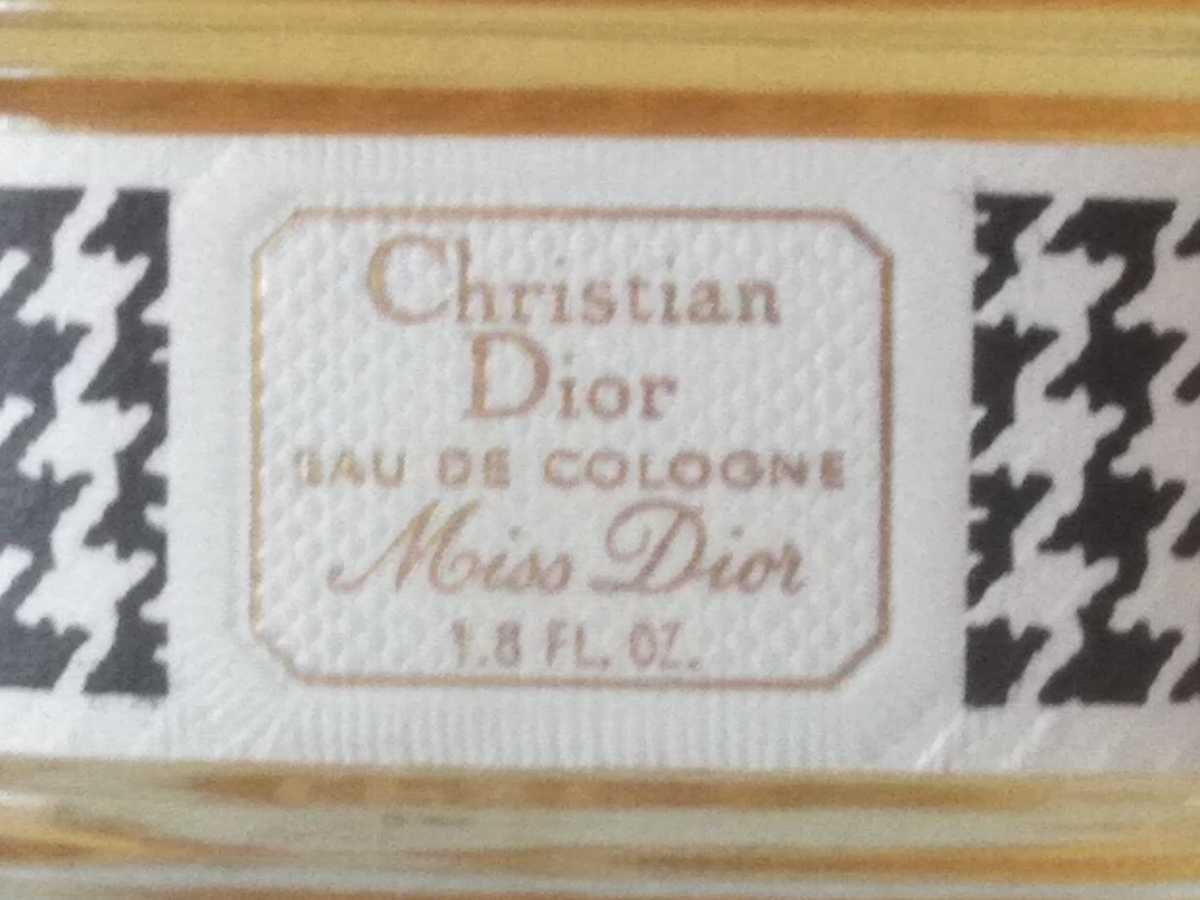 Christian
Dior
EAU DE COLOGNE
Miss Dior
1.8 FL. OZ.